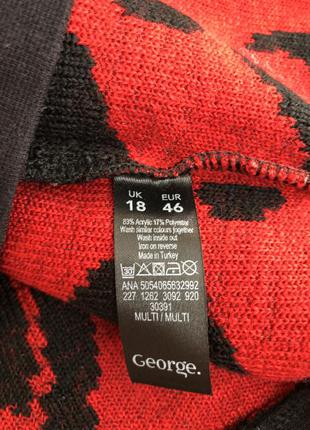 UK EUR
18 46
83% Acrylic 17% Polyester
Wash similar colours together
Wash inside out
Iron on reverse
Made in Turkey
30
ANA 5054065632992
227 1262 3092 920
30391
MULTI / MULTI
George.